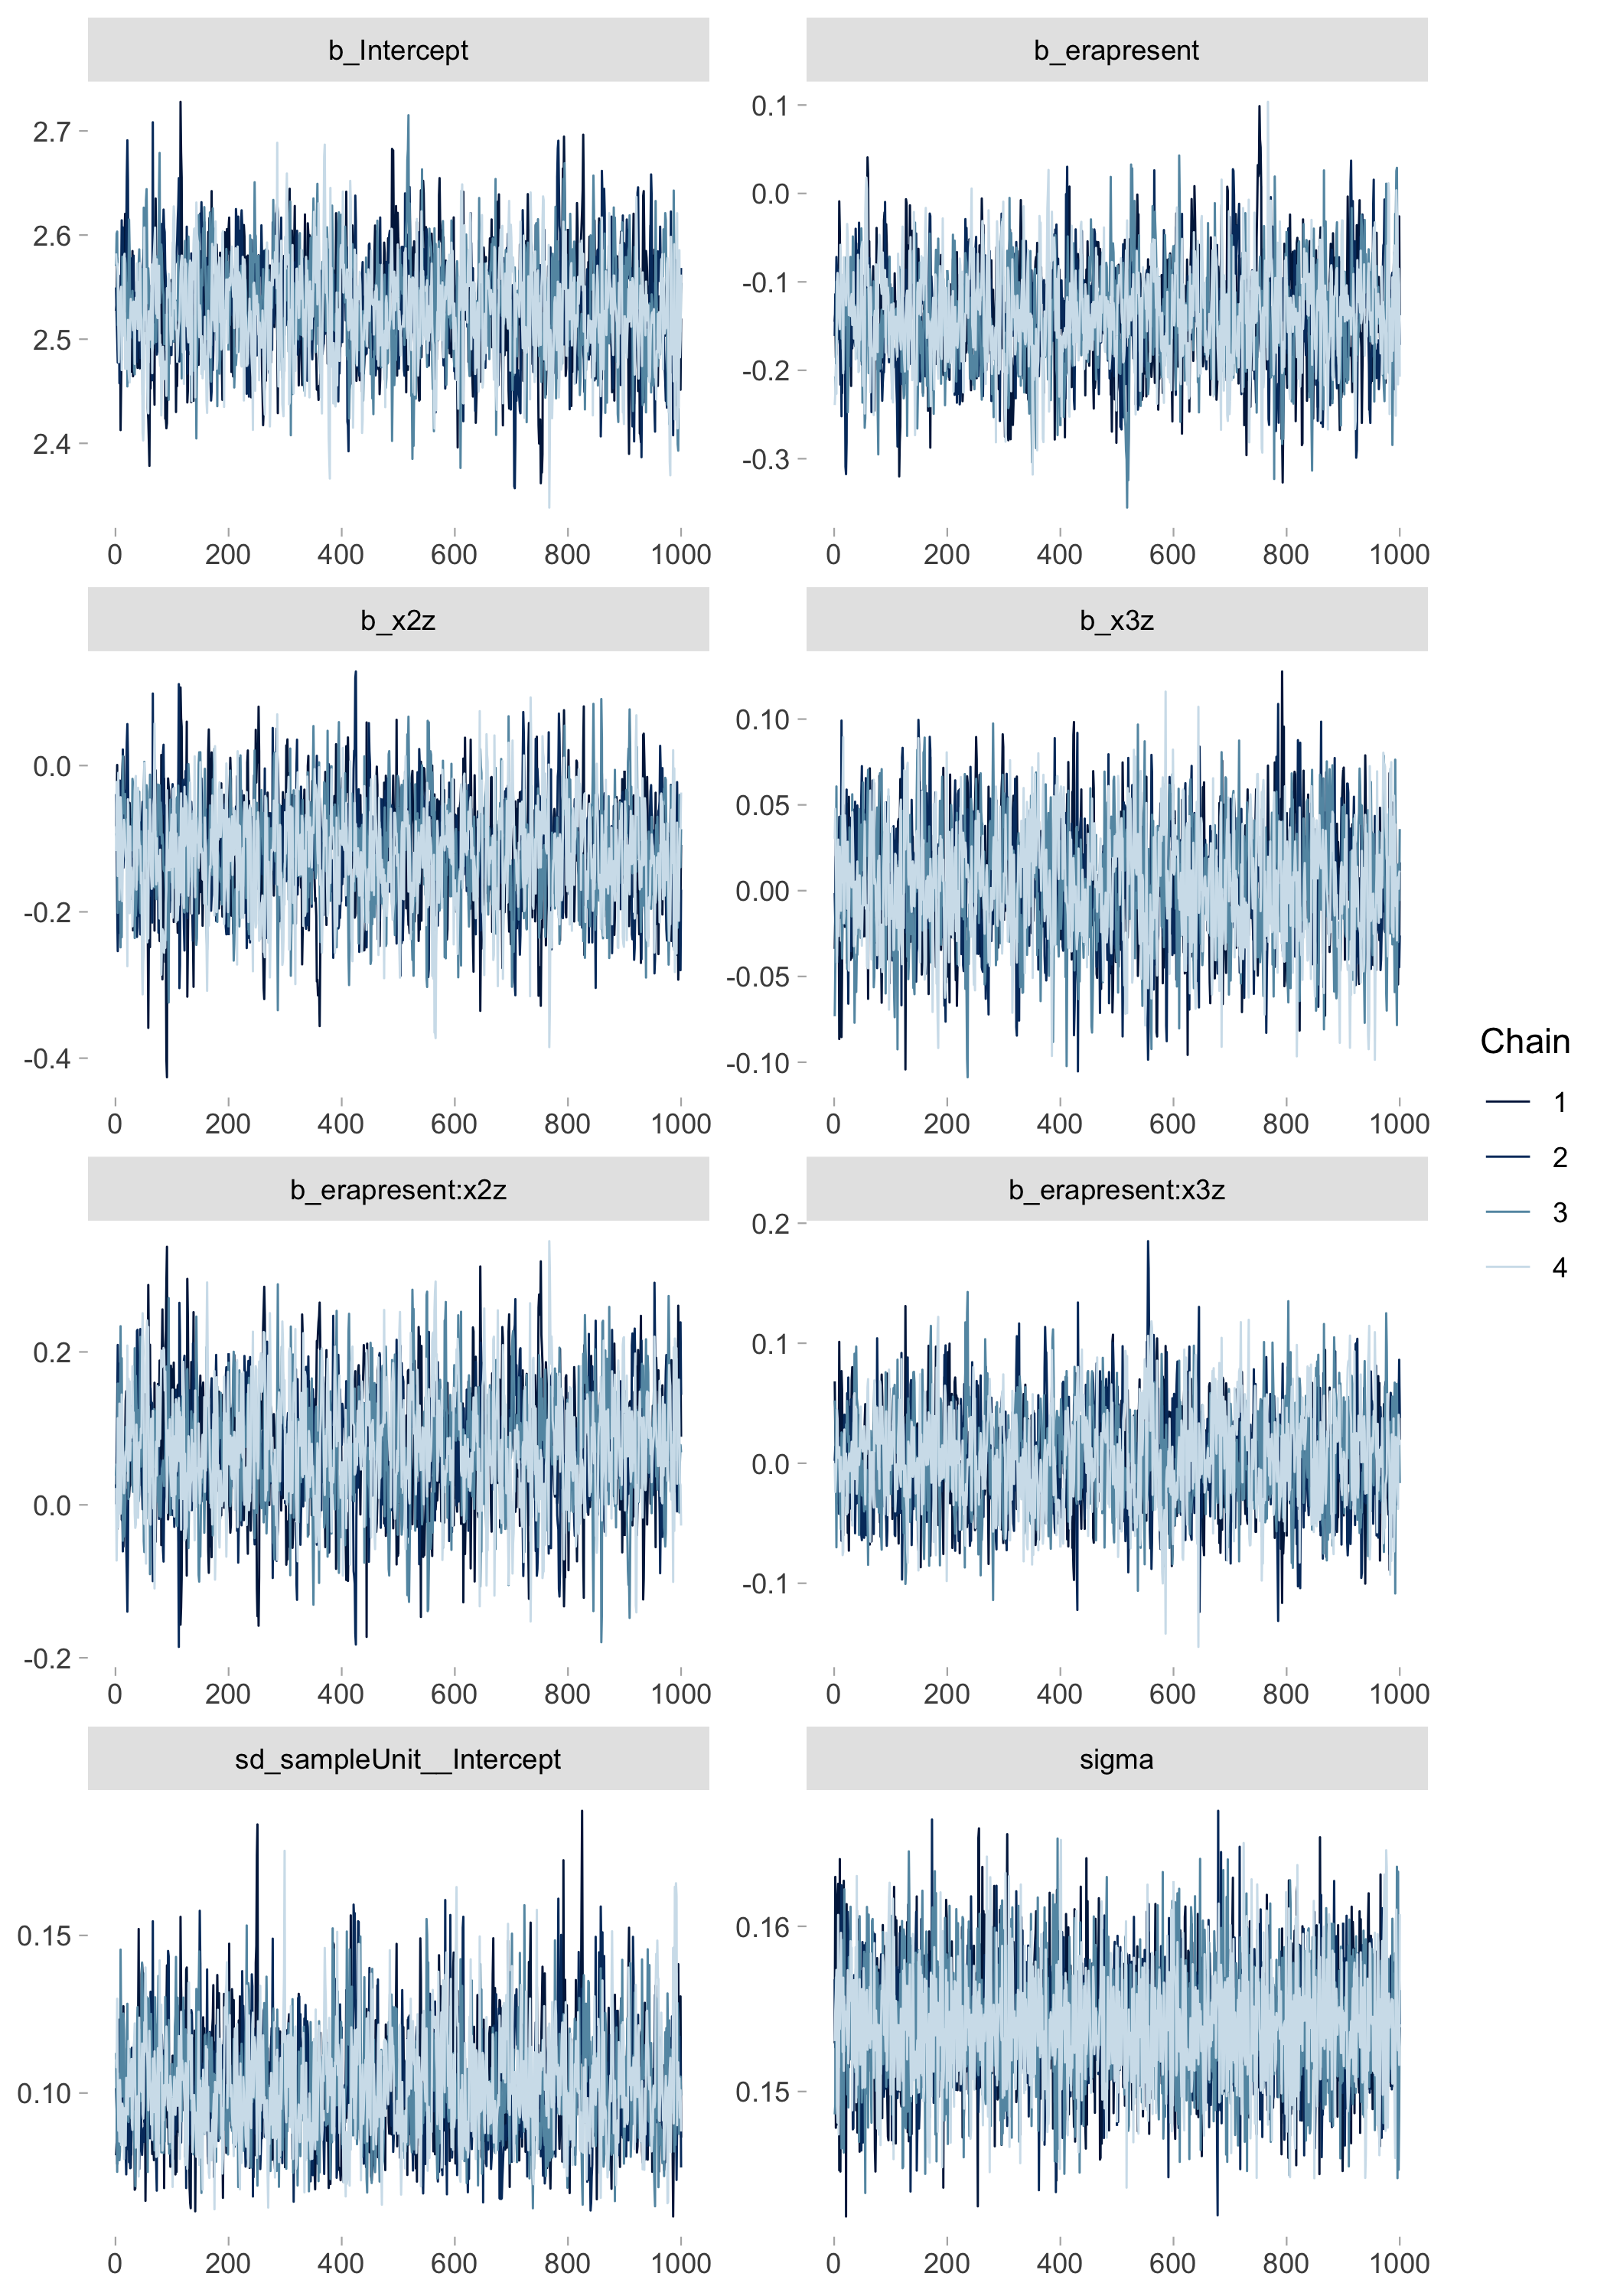 b_Intercept
b_erapresent
2.7
2.6
2.5
2.4
0.1
0.0
-0.1
-0.2
-0.3
0 200 400 600 800 1000
0 200 400 600 800 1000
b_x2z
b_x3z
0.0
-0.2
-0.4
0.10
0.05
0.00
-0.05
-0.10
0 200 400 600 800 1000
0 200 400 600 800 1000
b_erapresent:x2z
b_erapresent:x3z
0.2
0.0
-0.2
0.2
0.1
0.0
-0.1
0 200 400 600 800 1000
0 200 400 600 800 1000
sd_sampleUnit__Intercept
sigma
0.15
0.10
0.16
0.15
0 200 400 600 800 1000
0 200 400 600 800 1000
Chain
1
2
3
4